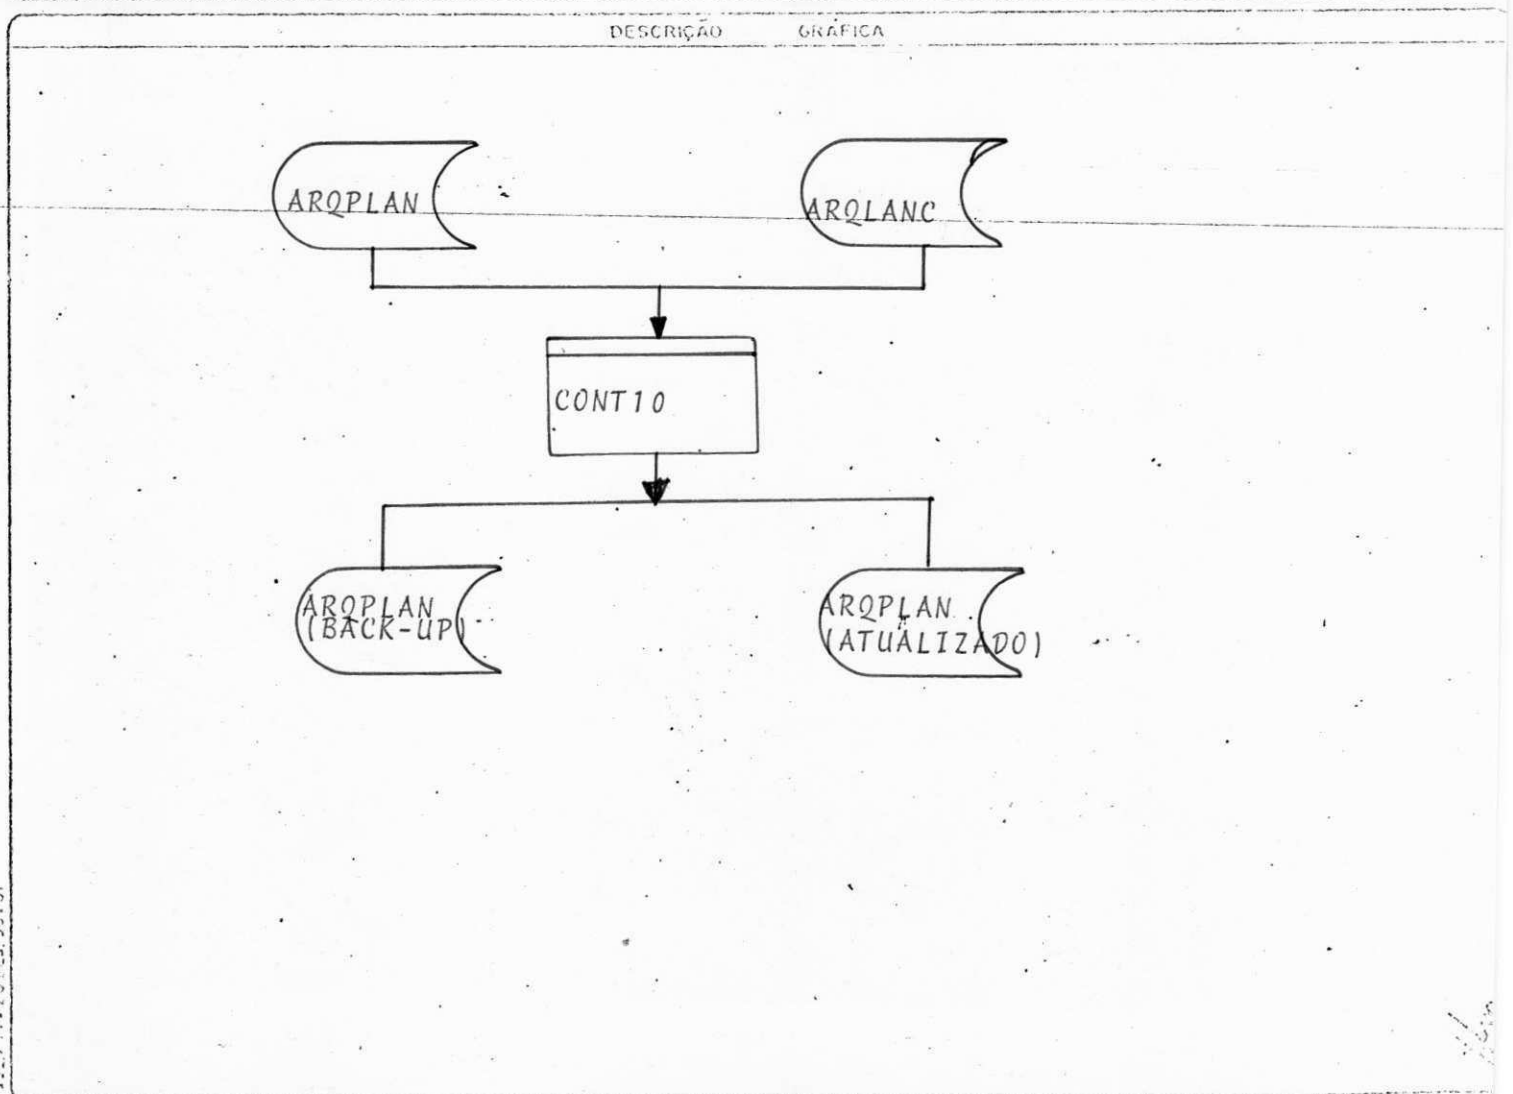 DESCRIÇÃO GRÁFICA
ARQPLAN
ARQLANC
CONT10
ARQPLAN
(BACK-UP)
ARQPLAN
(ATUALIZADO)